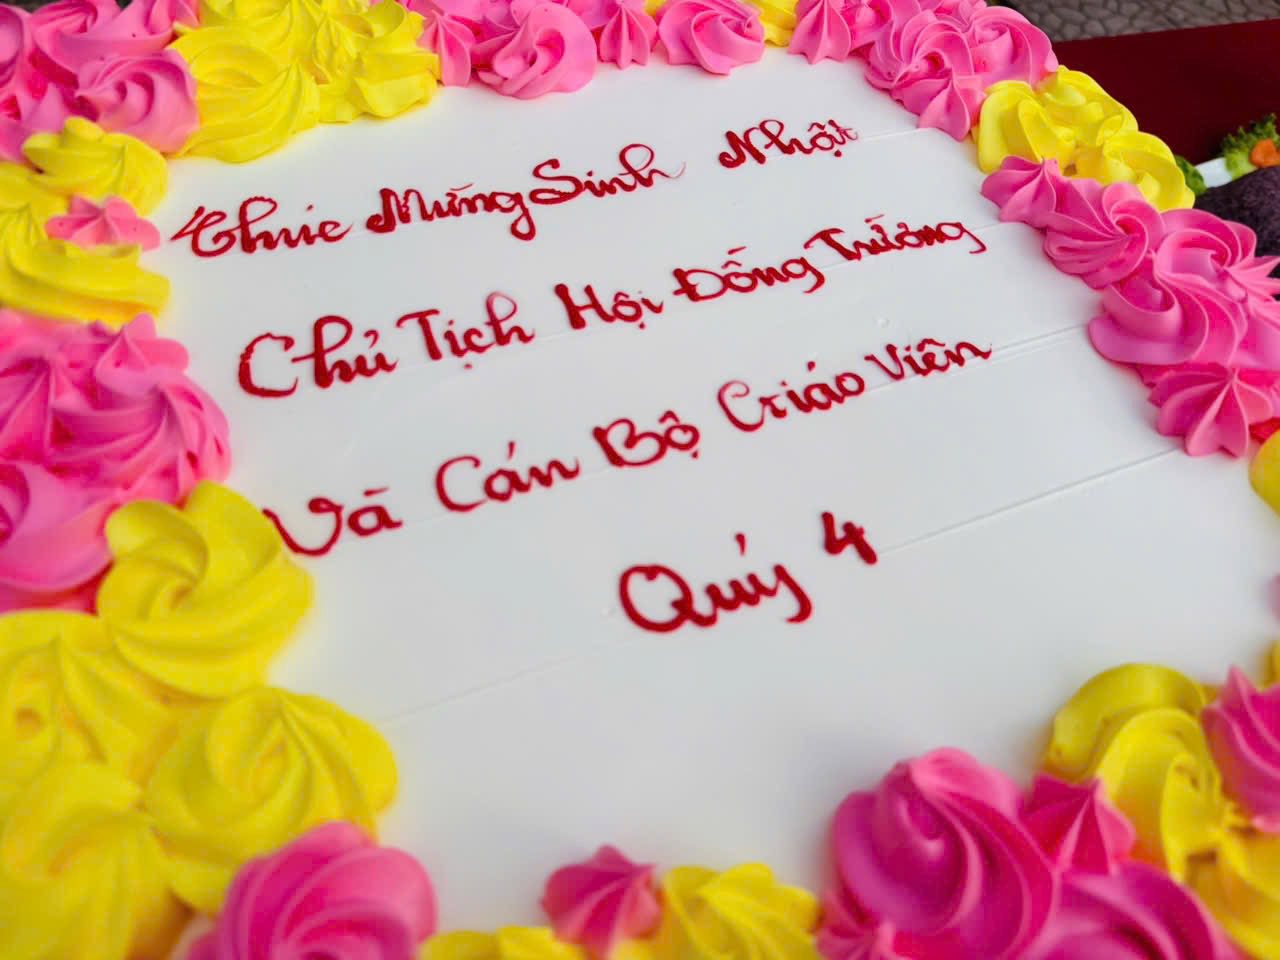 Chúc Mừng Sinh Nhật
Chủ Tịch Hội Đồng Trường
Và Cán Bộ Giáo Viên
Quý 4